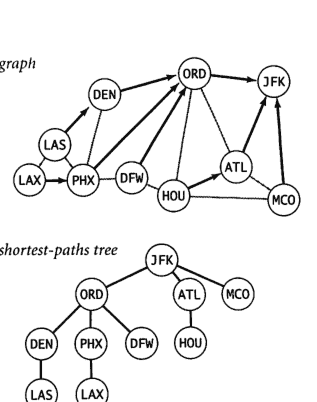 graph
ORD
JFK
DEN
LAS
ATL
LAX PHX DFW
HOU MCO
shortest-paths tree
JFK
ORD ATL MCO
DEN PHX DFW HOU
LAS LAX